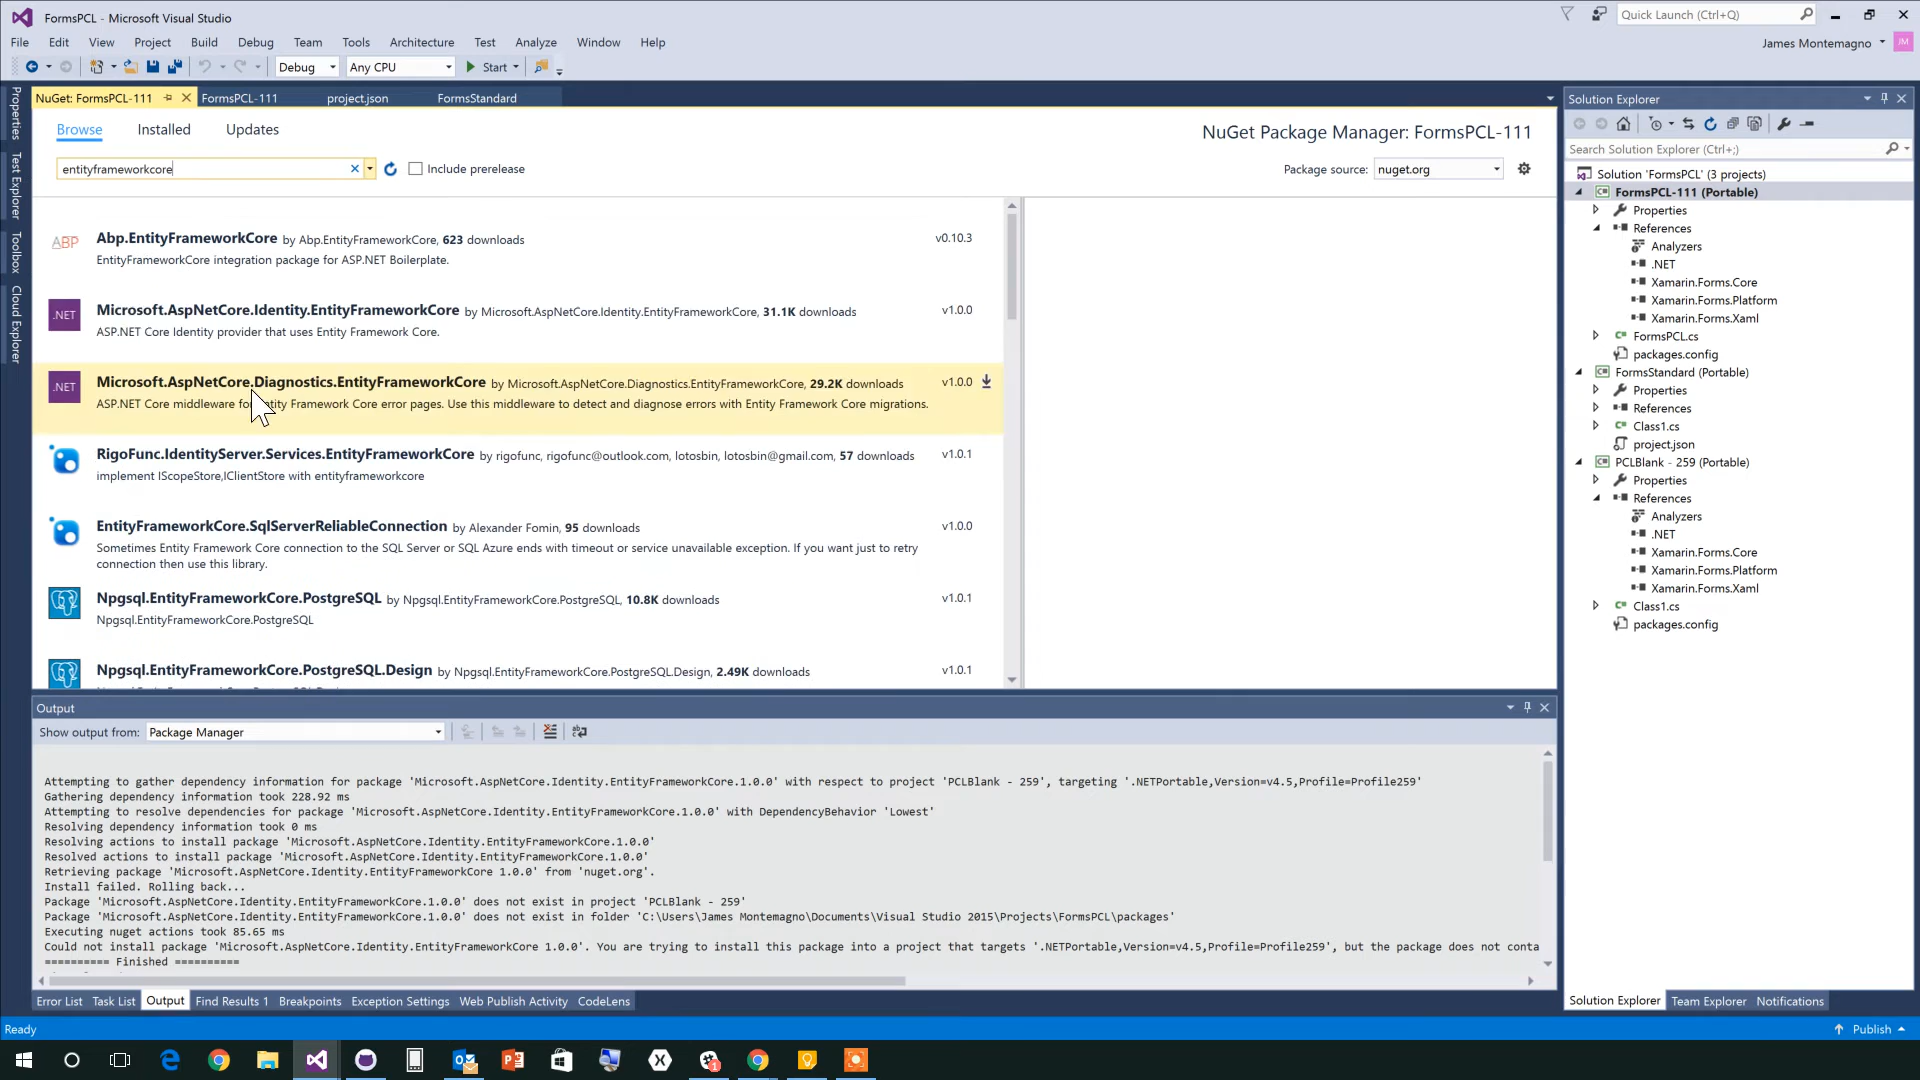 FormsPCL - Microsoft Visual Studio
Quick Launch (Ctrl+Q)
File Edit View Project Build Debug Team Tools Architecture Test Analyze Window Help
James Montemagno JM
Debug Any CPU Start
Properties
Test Explorer
Toolbox
Cloud Explorer
NuGet: FormsPCL-111 FormsPCL-111 project.json FormsStandard
Browse Installed Updates
NuGet Package Manager: FormsPCL-111
entityframeworkcore
Include prerelease
Package source: nuget.org
ABP
Abp.EntityFrameworkCore by Abp.EntityFrameworkCore, 623 downloads v0.10.3
EntityFrameworkCore integration package for ASP.NET Boilerplate.
.NET
Microsoft.AspNetCore.Identity.EntityFrameworkCore by Microsoft.AspNetCore.Identity.EntityFrameworkCore, 31.1K downloads v1.0.0
ASP.NET Core Identity provider that uses Entity Framework Core.
.NET
Microsoft.AspNetCore.Diagnostics.EntityFrameworkCore by Microsoft.AspNetCore.Diagnostics.EntityFrameworkCore, 29.2K downloads v1.0.0
ASP.NET Core middleware for Entity Framework Core error pages. Use this middleware to detect and diagnose errors with Entity Framework Core migrations.
RigoFunc.IdentityServer.Services.EntityFrameworkCore by rigofunc, rigofunc@outlook.com, lotosbin, lotosbin@gmail.com, 57 downloads v1.0.1
implement IScopeStore,IClientStore with entityframeworkcore
EntityFrameworkCore.SqlServerReliableConnection by Alexander Fomin, 95 downloads v1.0.0
Sometimes Entity Framework Core connection to the SQL Server or SQL Azure ends with timeout or service unavailable exception. If you want just to retry
connection then use this library.
Npgsql.EntityFrameworkCore.PostgreSQL by Npgsql.EntityFrameworkCore.PostgreSQL, 10.8K downloads v1.0.1
Npgsql.EntityFrameworkCore.PostgreSQL
Npgsql.EntityFrameworkCore.PostgreSQL.Design by Npgsql.EntityFrameworkCore.PostgreSQL.Design, 2.49K downloads v1.0.1
Output
Show output from: Package Manager
Attempting to gather dependency information for package 'Microsoft.AspNetCore.Identity.EntityFrameworkCore.1.0.0' with respect to project 'PCLBlank - 259', targeting '.NETPortable,Version=v4.5,Profile=Profile259'
Gathering dependency information took 228.92 ms
Attempting to resolve dependencies for package 'Microsoft.AspNetCore.Identity.EntityFrameworkCore.1.0.0' with DependencyBehavior 'Lowest'
Resolving dependency information took 0 ms
Resolving actions to install package 'Microsoft.AspNetCore.Identity.EntityFrameworkCore.1.0.0'
Resolved actions to install package 'Microsoft.AspNetCore.Identity.EntityFrameworkCore.1.0.0'
Retrieving package 'Microsoft.AspNetCore.Identity.EntityFrameworkCore 1.0.0' from 'nuget.org'.
Install failed. Rolling back...
Package 'Microsoft.AspNetCore.Identity.EntityFrameworkCore.1.0.0' does not exist in project 'PCLBlank - 259'
Package 'Microsoft.AspNetCore.Identity.EntityFrameworkCore.1.0.0' does not exist in folder 'C:\Users\James Montemagno\Documents\Visual Studio 2015\Projects\FormsPCL\packages'
Executing nuget actions took 85.65 ms
Could not install package 'Microsoft.AspNetCore.Identity.EntityFrameworkCore 1.0.0'. You are trying to install this package into a project that targets '.NETPortable,Version=v4.5,Profile=Profile259', but the package does not conta
========== Finished ==========
Error List Task List Output Find Results 1 Breakpoints Exception Settings Web Publish Activity CodeLens
Solution Explorer
Search Solution Explorer (Ctrl+;)
Solution 'FormsPCL' (3 projects)
FormsPCL-111 (Portable)
Properties
References
Analyzers
.NET
Xamarin.Forms.Core
Xamarin.Forms.Platform
Xamarin.Forms.Xaml
FormsPCL.cs
packages.config
FormsStandard (Portable)
Properties
References
Class1.cs
project.json
PCLBlank - 259 (Portable)
Properties
References
Analyzers
.NET
Xamarin.Forms.Core
Xamarin.Forms.Platform
Xamarin.Forms.Xaml
Class1.cs
packages.config
Solution Explorer Team Explorer Notifications
Ready
Publish